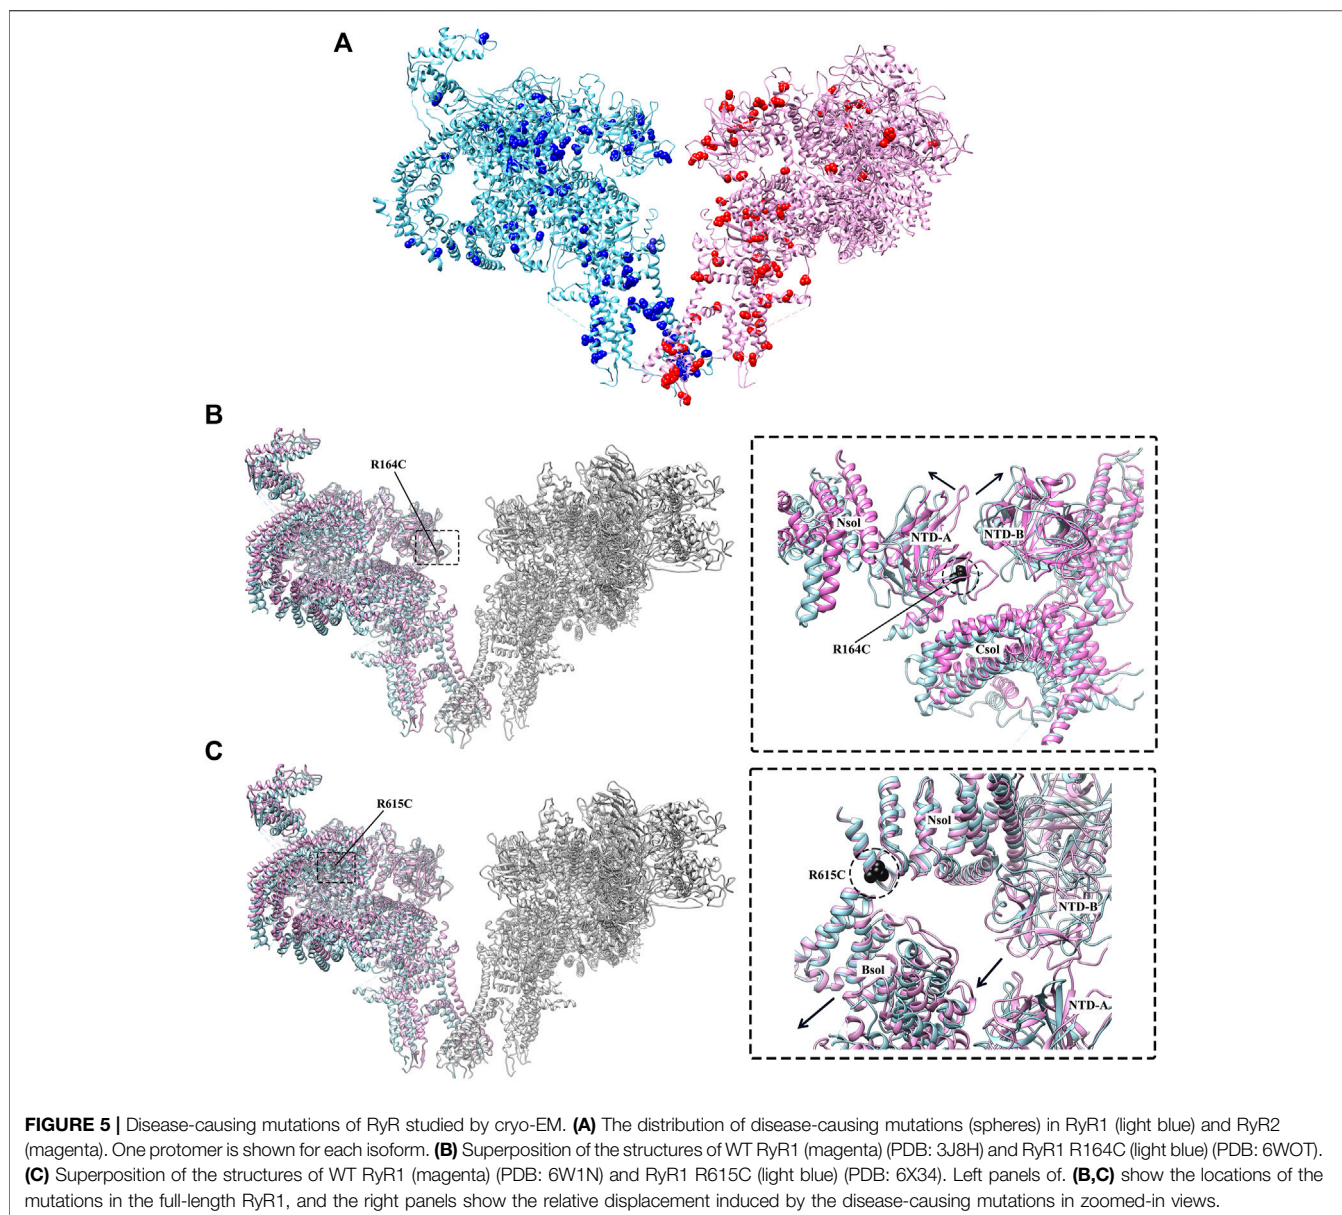 A
B
R164C
Nsol
NTD-A
NTD-B
R164C
Csol
C
R615C
Nsol
R615C
NTD-B
Bsol
NTD-A
FIGURE 5 | Disease-causing mutations of RyR studied by cryo-EM. (A) The distribution of disease-causing mutations (spheres) in RyR1 (light blue) and RyR2
(magenta). One protomer is shown for each isoform. (B) Superposition of the structures of WT RyR1 (magenta) (PDB: 3J8H) and RyR1 R164C (light blue) (PDB: 6WOT).
(C) Superposition of the structures of WT RyR1 (magenta) (PDB: 6W1N) and RyR1 R615C (light blue) (PDB: 6X34). Left panels of. (B,C) show the locations of the
mutations in the full-length RyR1, and the right panels show the relative displacement induced by the disease-causing mutations in zoomed-in views.